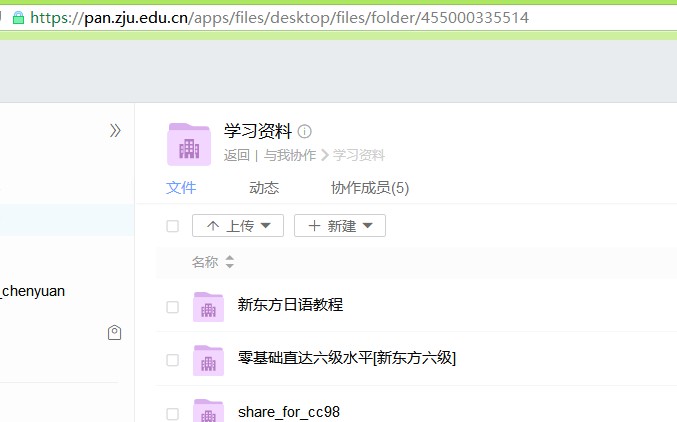 https://pan.zju.edu.cn/apps/files/desktop/files/folder/455000335514
学习资料
返回 | 与我协作 > 学习资料
文件 动态 协作成员(5)
上传 新建
名称
_chenyuan
新东方日语教程
零基础直达六级水平[新东方六级]
share_for_cc98